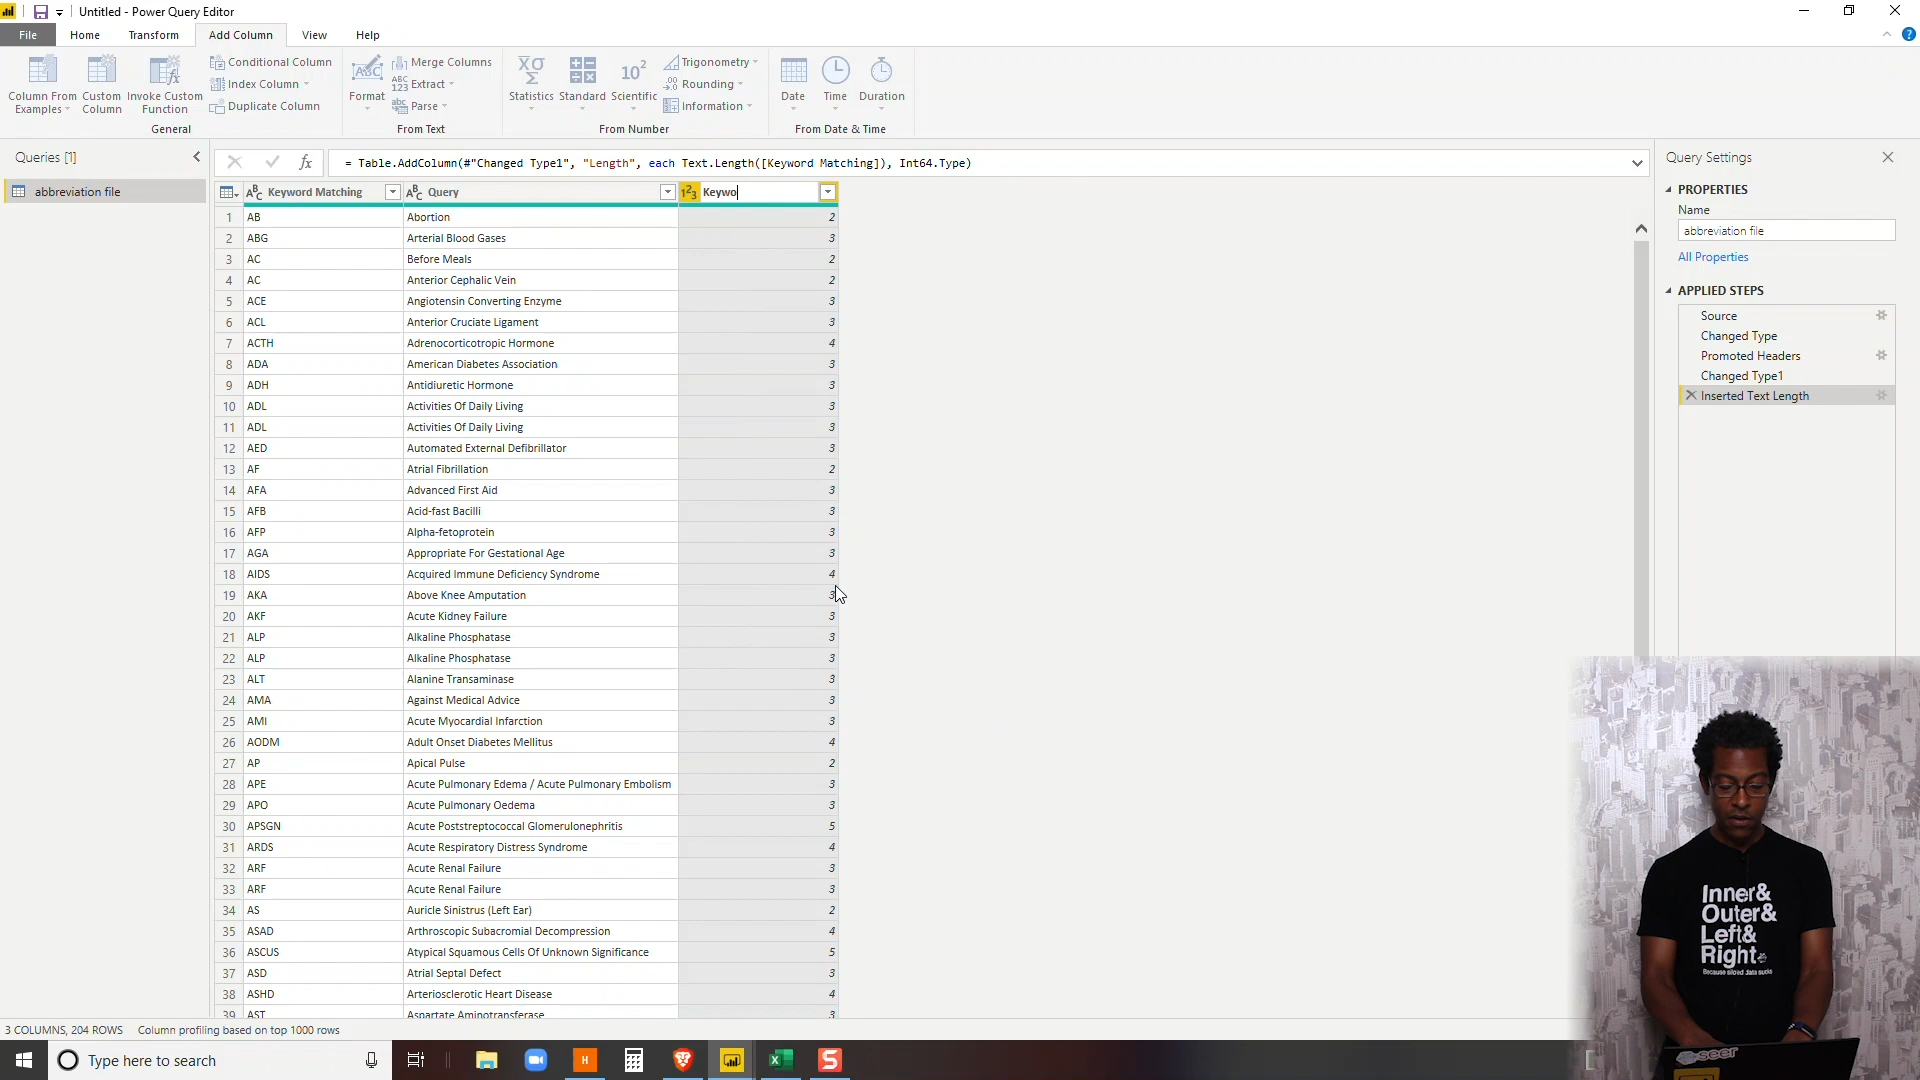 Untitled - Power Query Editor
File Home Transform Add Column View Help
Column From Examples
Custom Column
Invoke Custom Function
Conditional Column
Index Column
Duplicate Column
General
Format
Merge Columns
Extract
Parse
From Text
Statistics
Standard
Scientific
Trigonometry
Rounding
Information
From Number
Date
Time
Duration
From Date & Time
Queries [1]
abbreviation file
fx = Table.AddColumn(#"Changed Type1", "Length", each Text.Length([Keyword Matching]), Int64.Type)
Keyword Matching Query Keywo
1 AB Abortion 2
2 ABG Arterial Blood Gases 3
3 AC Before Meals 2
4 AC Anterior Cephalic Vein 2
5 ACE Angiotensin Converting Enzyme 3
6 ACL Anterior Cruciate Ligament 3
7 ACTH Adrenocorticotropic Hormone 4
8 ADA American Diabetes Association 3
9 ADH Antidiuretic Hormone 3
10 ADL Activities Of Daily Living 3
11 ADL Activities Of Daily Living 3
12 AED Automated External Defibrillator 3
13 AF Atrial Fibrillation 2
14 AFA Advanced First Aid 3
15 AFB Acid-fast Bacilli 3
16 AFP Alpha-fetoprotein 3
17 AGA Appropriate For Gestational Age 3
18 AIDS Acquired Immune Deficiency Syndrome 4
19 AKA Above Knee Amputation 3
20 AKF Acute Kidney Failure 3
21 ALP Alkaline Phosphatase 3
22 ALP Alkaline Phosphatase 3
23 ALT Alanine Transaminase 3
24 AMA Against Medical Advice 3
25 AMI Acute Myocardial Infarction 3
26 AODM Adult Onset Diabetes Mellitus 4
27 AP Apical Pulse 2
28 APE Acute Pulmonary Edema / Acute Pulmonary Embolism 3
29 APO Acute Pulmonary Oedema 3
30 APSGN Acute Poststreptococcal Glomerulonephritis 5
31 ARDS Acute Respiratory Distress Syndrome 4
32 ARF Acute Renal Failure 3
33 ARF Acute Renal Failure 3
34 AS Auricle Sinistrus (Left Ear) 2
35 ASAD Arthroscopic Subacromial Decompression 4
36 ASCUS Atypical Squamous Cells Of Unknown Significance 5
37 ASD Atrial Septal Defect 3
38 ASHD Arteriosclerotic Heart Disease 4
39 AST Aspartate Aminotransferase 3
Query Settings
PROPERTIES
Name
abbreviation file
All Properties
APPLIED STEPS
Source
Changed Type
Promoted Headers
Changed Type1
Inserted Text Length
Inner&
Outer&
Left&
Right.
Because siloed data sucks
seer
3 COLUMNS, 204 ROWS Column profiling based on top 1000 rows
Type here to search